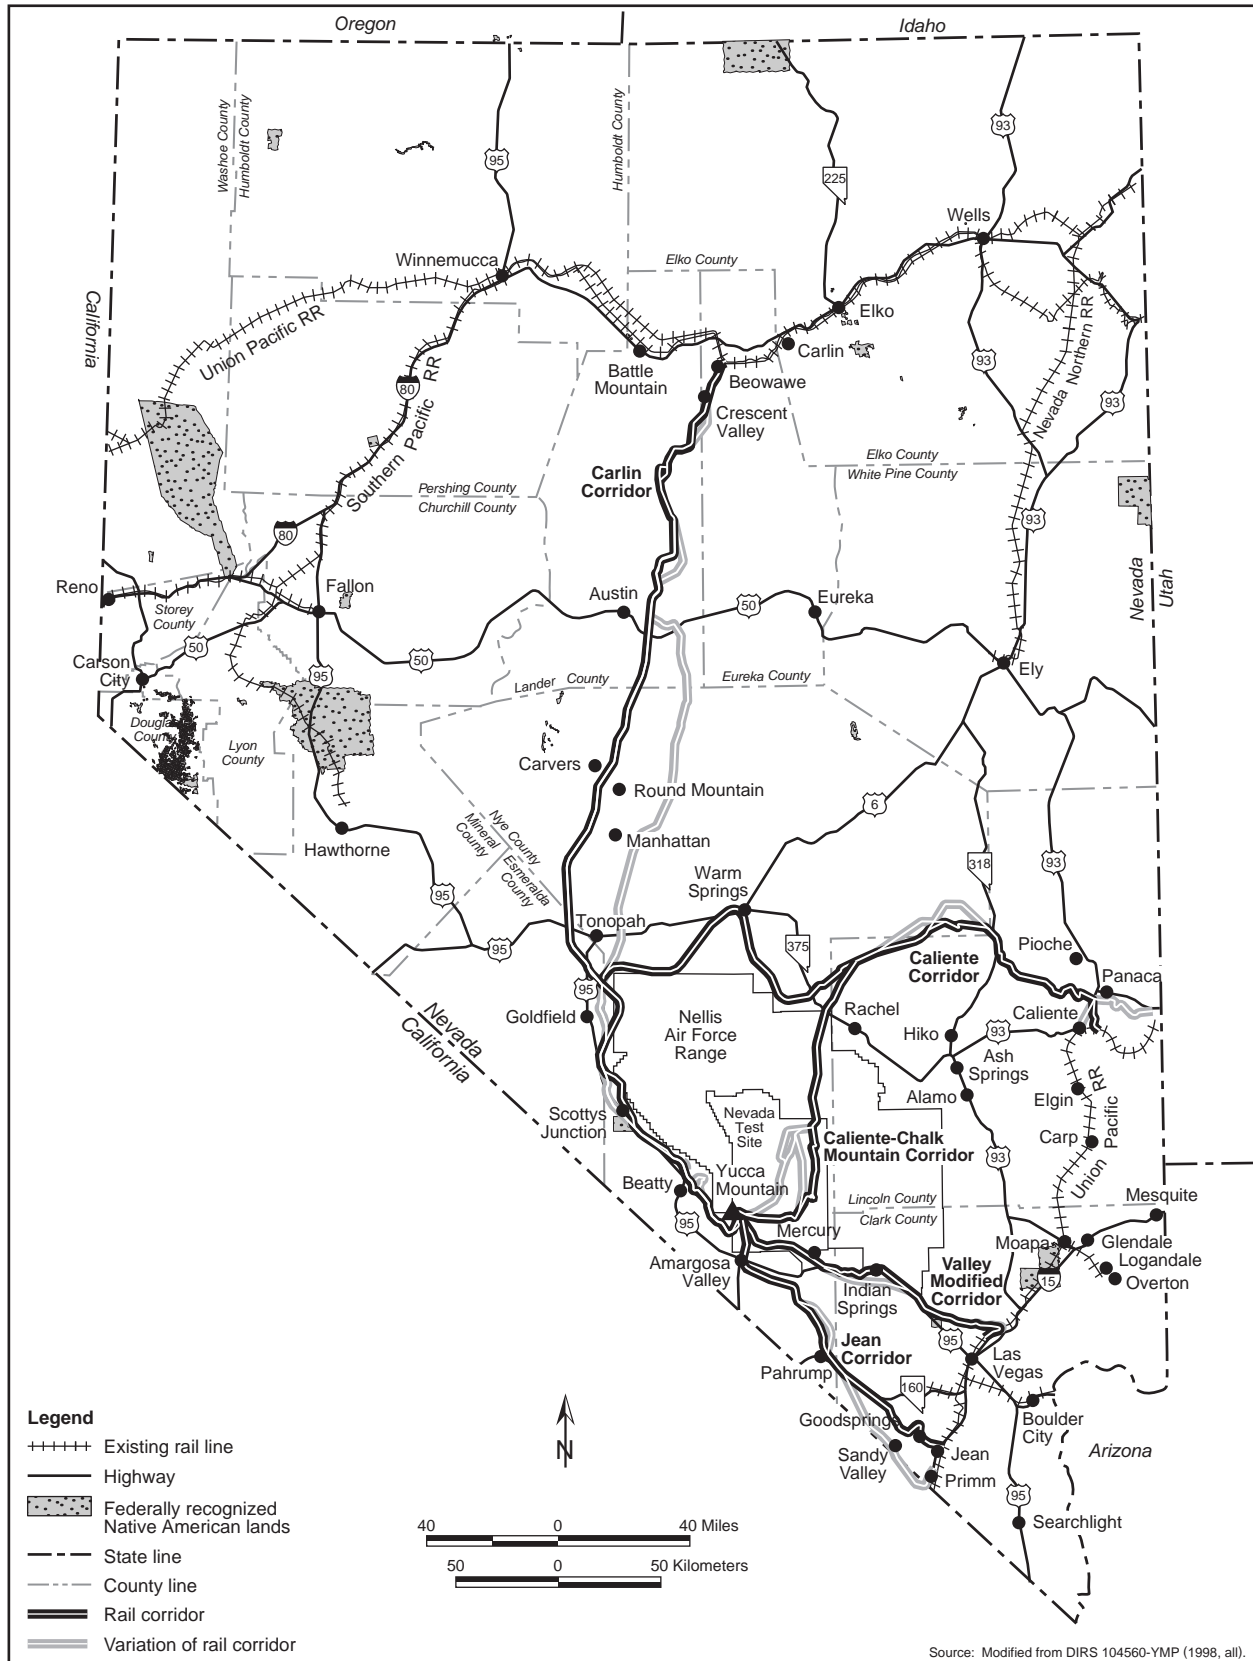 Oregon
Idaho
Washoe County
Humboldt County
Humboldt County
95
225
93
Wells
Winnemucca
Elko County
Elko
California
Union Pacific RR
Southern Pacific RR
80
Battle
Mountain
Carlin
Beowawe
Crescent
Valley
93
93
Nevada Northern RR
Carlin
Corridor
Elko County
White Pine County
Pershing County
Churchill County
80
93
Nevada
Utah
Reno
Storey
County
Fallon
Austin
50
Eureka
50
50
95
Carson
City
Ely
Lander County
Eureka County
Douglas
County
Lyon
County
Carvers
Round Mountain
Manhattan
6
Nye County
Mineral
County
Esmeralda
County
Hawthorne
318
93
95
Warm
Springs
Tonopah
95
375
Caliente
Corridor
Pioche
Panaca
95
Goldfield
Nellis
Air Force
Range
Rachel
Hiko
93
Caliente
Nevada
California
Ash
Springs
Alamo
Elgin
Union Pacific RR
Scottys
Junction
Nevada
Test
Site
Caliente-Chalk
Mountain Corridor
Carp
93
Beatty
Yucca
Mountain
Lincoln County
Clark County
Mesquite
95
Mercury
Moapa
Glendale
Logandale
Overton
Amargosa
Valley
Valley
Modified
Corridor
15
Indian
Springs
Jean
Corridor
95
Las
Vegas
Pahrump
160
Goodsprings
Boulder
City
Sandy
Valley
Jean
Primm
Arizona
95
Searchlight
Legend
Existing rail line
Highway
Federally recognized
Native American lands
State line
County line
Rail corridor
Variation of rail corridor
N
40 0 40 Miles
50 0 50 Kilometers
Source: Modified from DIRS 104560-YMP (1998, all).